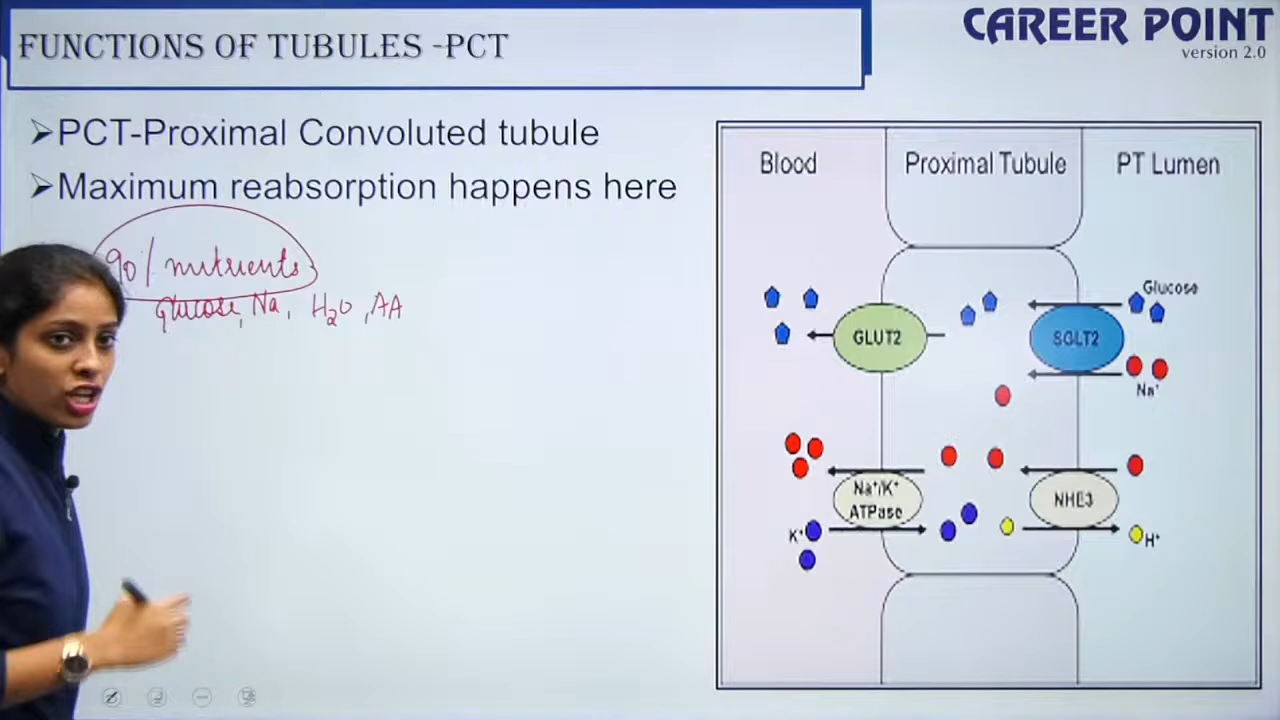 FUNCTIONS OF TUBULES -PCT
CAREER POINT
version 2.0
➢PCT-Proximal Convoluted tubule
➢Maximum reabsorption happens here
90/ nutrients
glucose, Na, H2O, AA
Blood
Proximal Tubule
PT Lumen
Glucose
GLUT2
SGLT2
Na⁺
Na⁺/K⁺
ATPase
NHE3
K⁺
H⁺